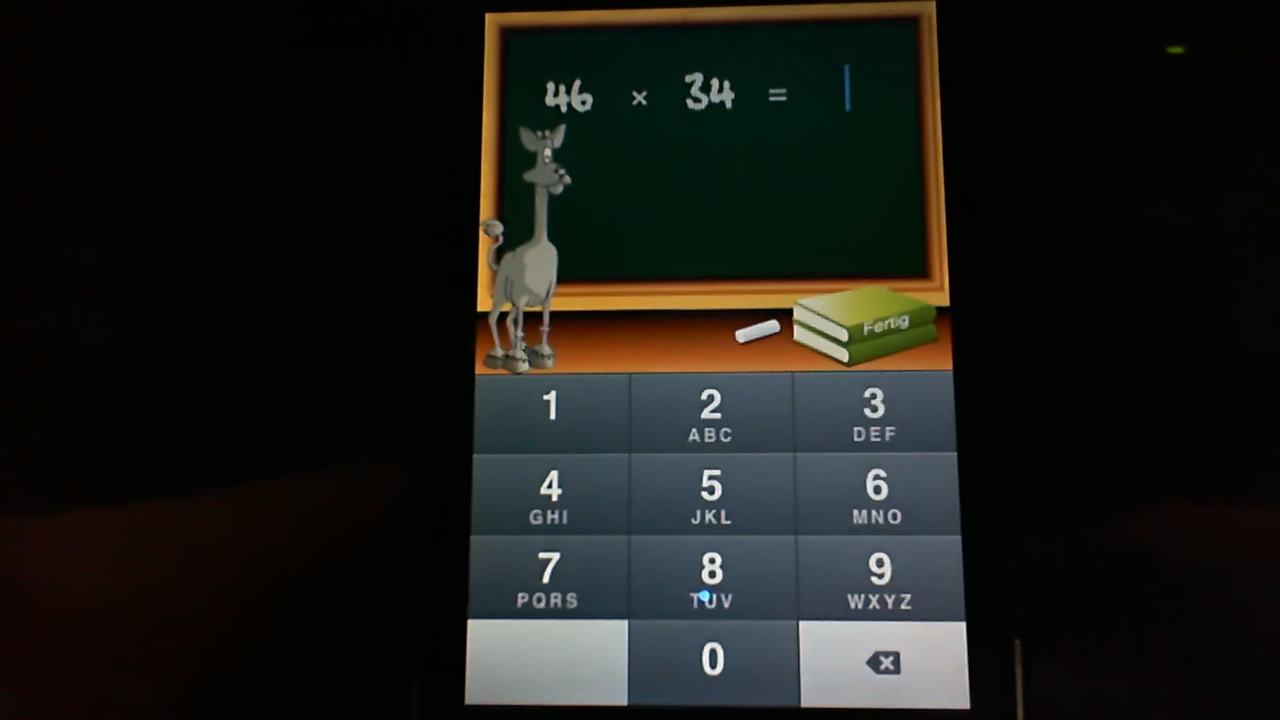 46 × 34 =
Fertig
1 2 3
ABC DEF
4 5 6
GHI JKL MNO
7 8 9
PQRS TUV WXYZ
0